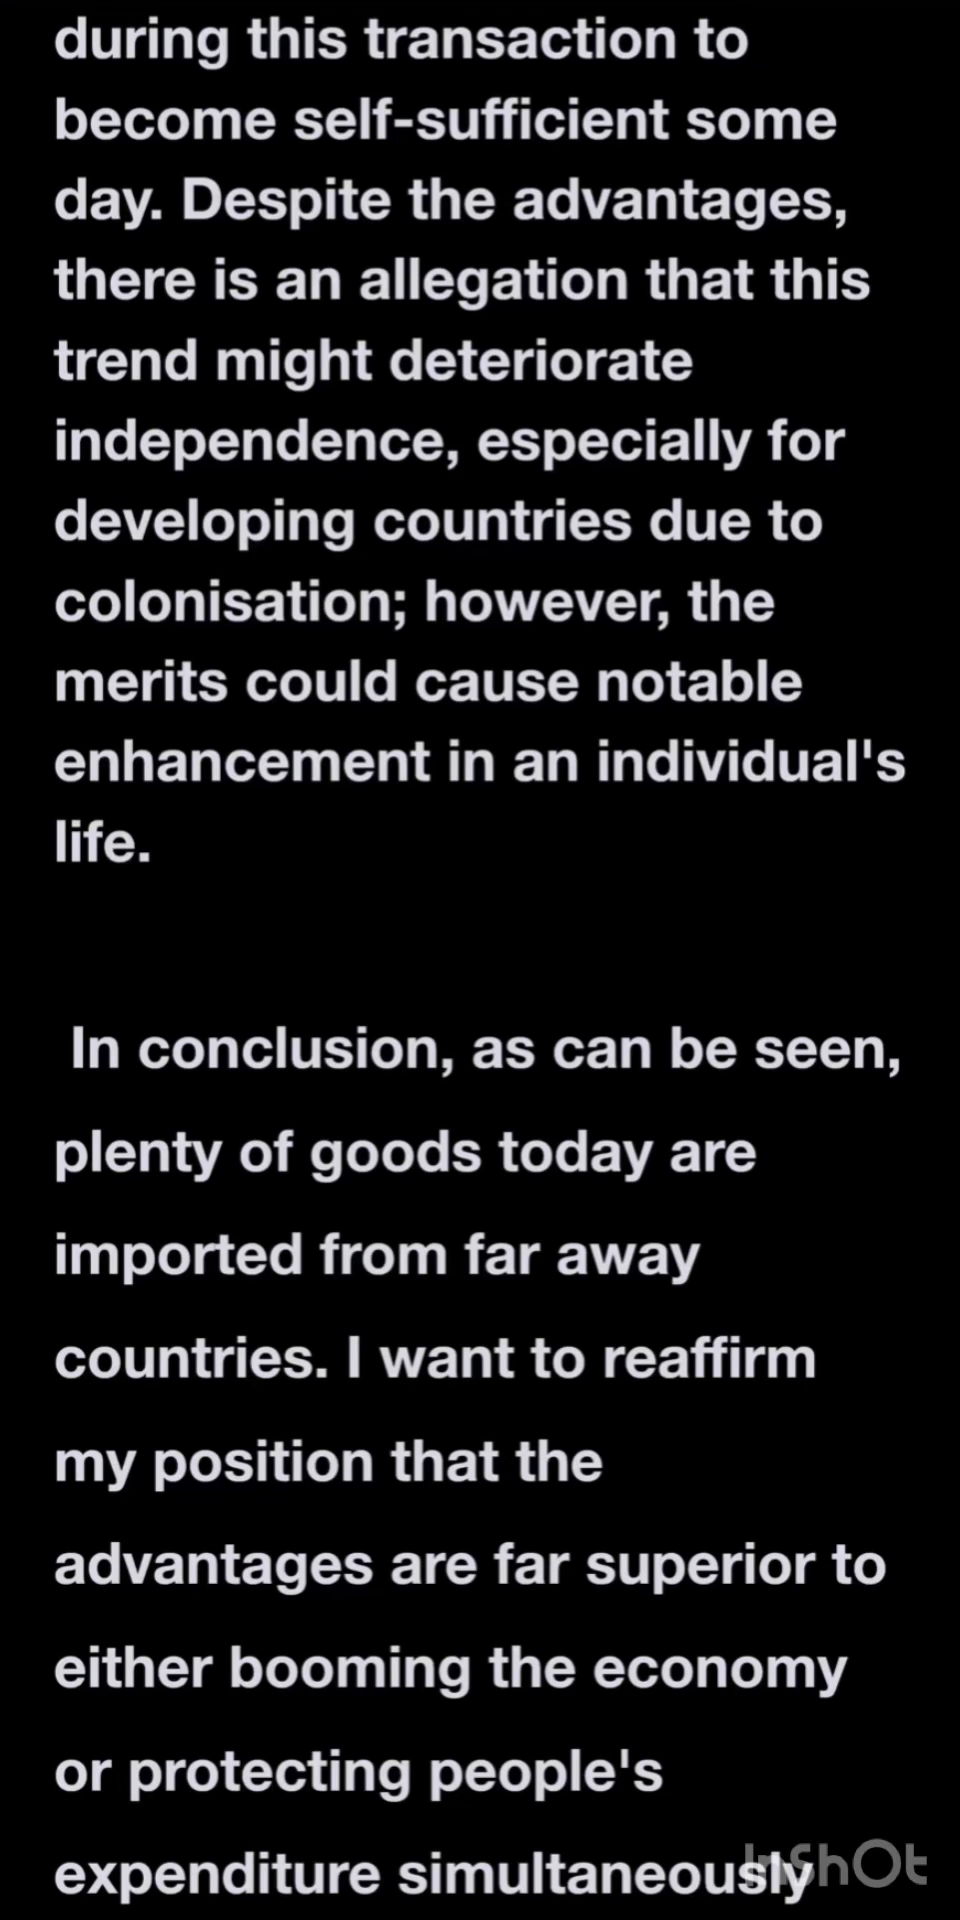 during this transaction to
become self-sufficient some
day. Despite the advantages,
there is an allegation that this
trend might deteriorate
independence, especially for
developing countries due to
colonisation; however, the
merits could cause notable
enhancement in an individual's
life.
In conclusion, as can be seen,
plenty of goods today are
imported from far away
countries. I want to reaffirm
my position that the
advantages are far superior to
either booming the economy
or protecting people's
expenditure simultaneously
InShOt